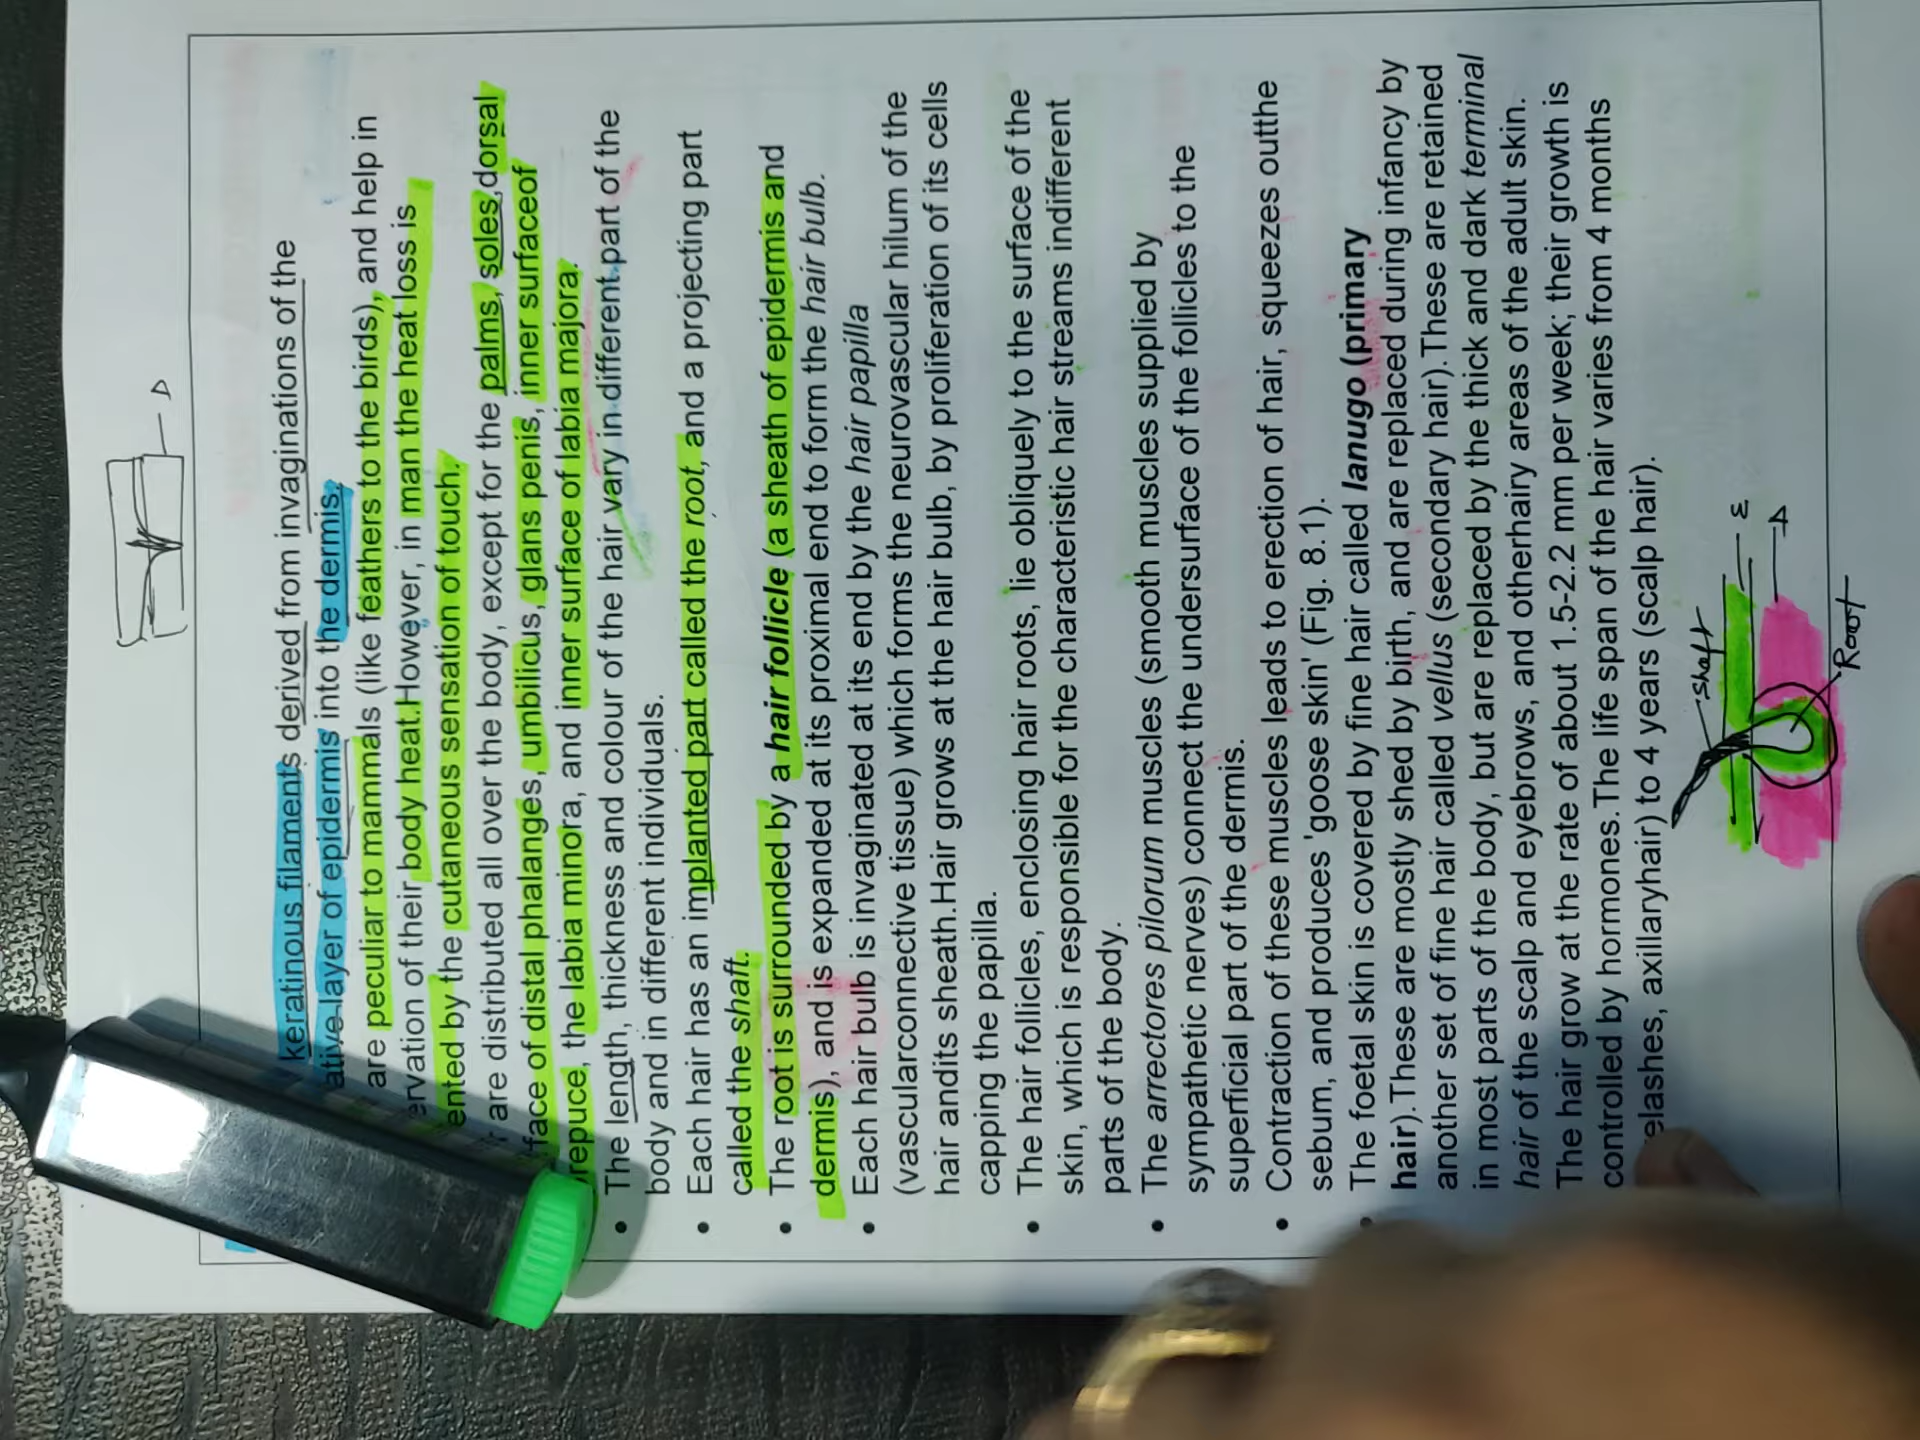 D
keratinous filaments derived from invaginations of the
ative layer of epidermis into the dermis.
are peculiar to mammals (like feathers to the birds), and help in
ervation of their body heat.However, in man the heat loss is
ented by the cutaneous sensation of touch.
are distributed all over the body, except for the palms, soles,dorsal
face of distal phalanges, umbilicus, glans penis, inner surfaceof
repuce, the labia minora, and inner surface of labia majora.
• The length, thickness and colour of the hair vary in different part of the
body and in different individuals.
• Each hair has an implanted part called the root, and a projecting part
called the shaft.
• The root is surrounded by a hair follicle (a sheath of epidermis and
dermis), and is expanded at its proximal end to form the hair bulb.
• Each hair bulb is invaginated at its end by the hair papilla
(vascularconnective tissue) which forms the neurovascular hilum of the
hair andits sheath.Hair grows at the hair bulb, by proliferation of its cells
capping the papilla.
• The hair follicles, enclosing hair roots, lie obliquely to the surface of the
skin, which is responsible for the characteristic hair streams indifferent
parts of the body.
• The arrectores pilorum muscles (smooth muscles supplied by
sympathetic nerves) connect the undersurface of the follicles to the
superficial part of the dermis.
• Contraction of these muscles leads to erection of hair, squeezes outthe
sebum, and produces 'goose skin' (Fig. 8.1).
• The foetal skin is covered by fine hair called lanugo (primary
hair).These are mostly shed by birth, and are replaced during infancy by
another set of fine hair called vellus (secondary hair).These are retained
in most parts of the body, but are replaced by the thick and dark terminal
hair of the scalp and eyebrows, and otherhairy areas of the adult skin.
The hair grow at the rate of about 1.5-2.2 mm per week; their growth is
controlled by hormones.The life span of the hair varies from 4 months
elashes, axillaryhair) to 4 years (scalp hair).
shaft
E
D
Root